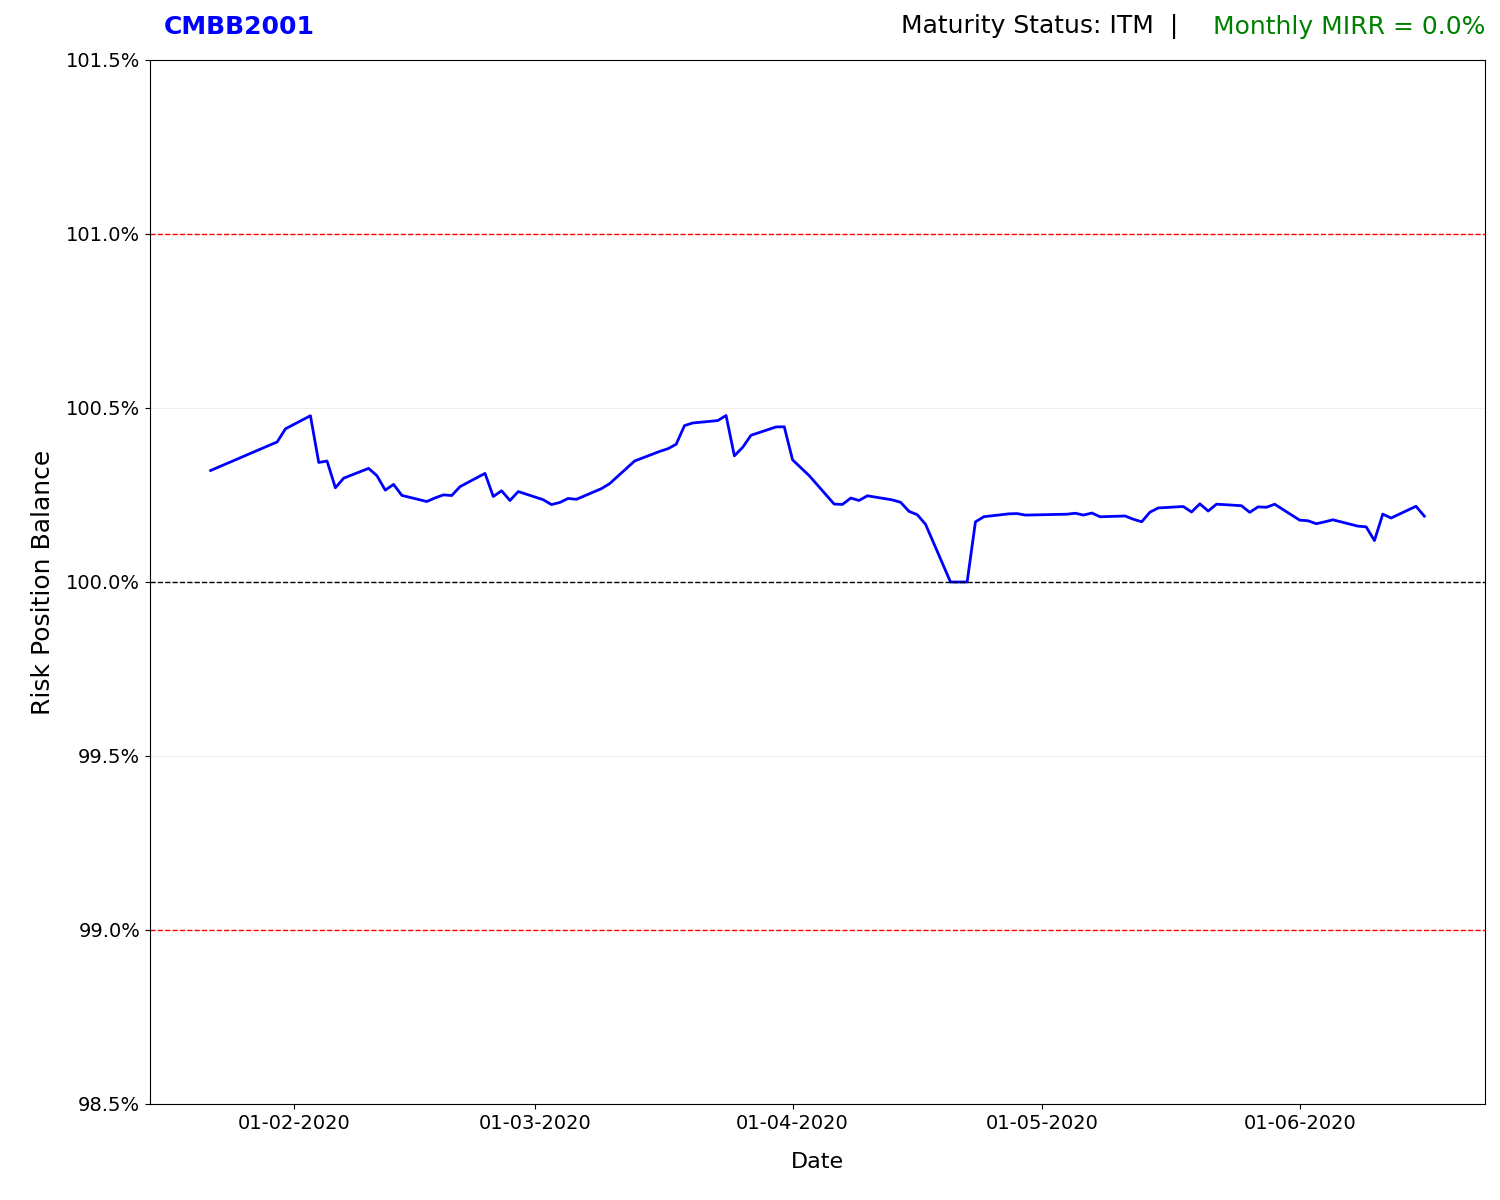 CMBB2001
Maturity Status: ITM | Monthly MIRR = 0.0%
101.5%
101.0%
100.5%
100.0%
99.5%
99.0%
98.5%
Risk Position Balance
01-02-2020 01-03-2020 01-04-2020 01-05-2020 01-06-2020
Date